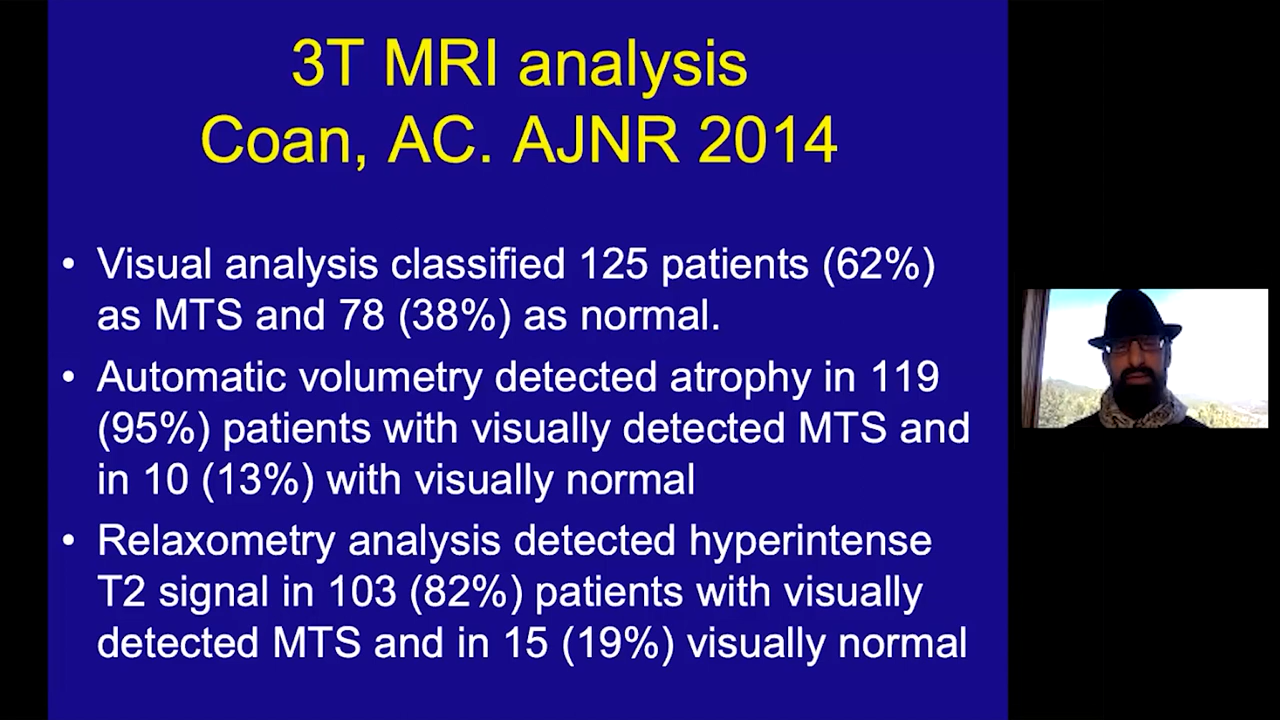 3T MRI analysis
Coan, AC. AJNR 2014
• Visual analysis classified 125 patients (62%)
as MTS and 78 (38%) as normal.
• Automatic volumetry detected atrophy in 119
(95%) patients with visually detected MTS and
in 10 (13%) with visually normal
• Relaxometry analysis detected hyperintense
T2 signal in 103 (82%) patients with visually
detected MTS and in 15 (19%) visually normal